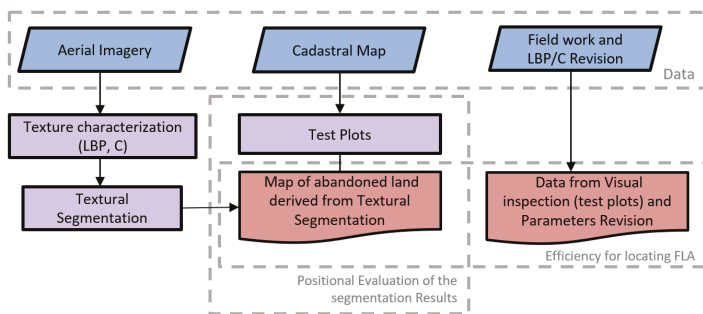 Aerial Imagery
Cadastral Map
Field work and
LBP/C Revision
Data
Texture characterization
(LBP, C)
Test Plots
Textural
Segmentation
Map of abandoned land
derived from Textural
Segmentation
Data from Visual
inspection (test plots) and
Parameters Revision
Efficiency for locating FLA
Positional Evaluation of the
segmentation Results